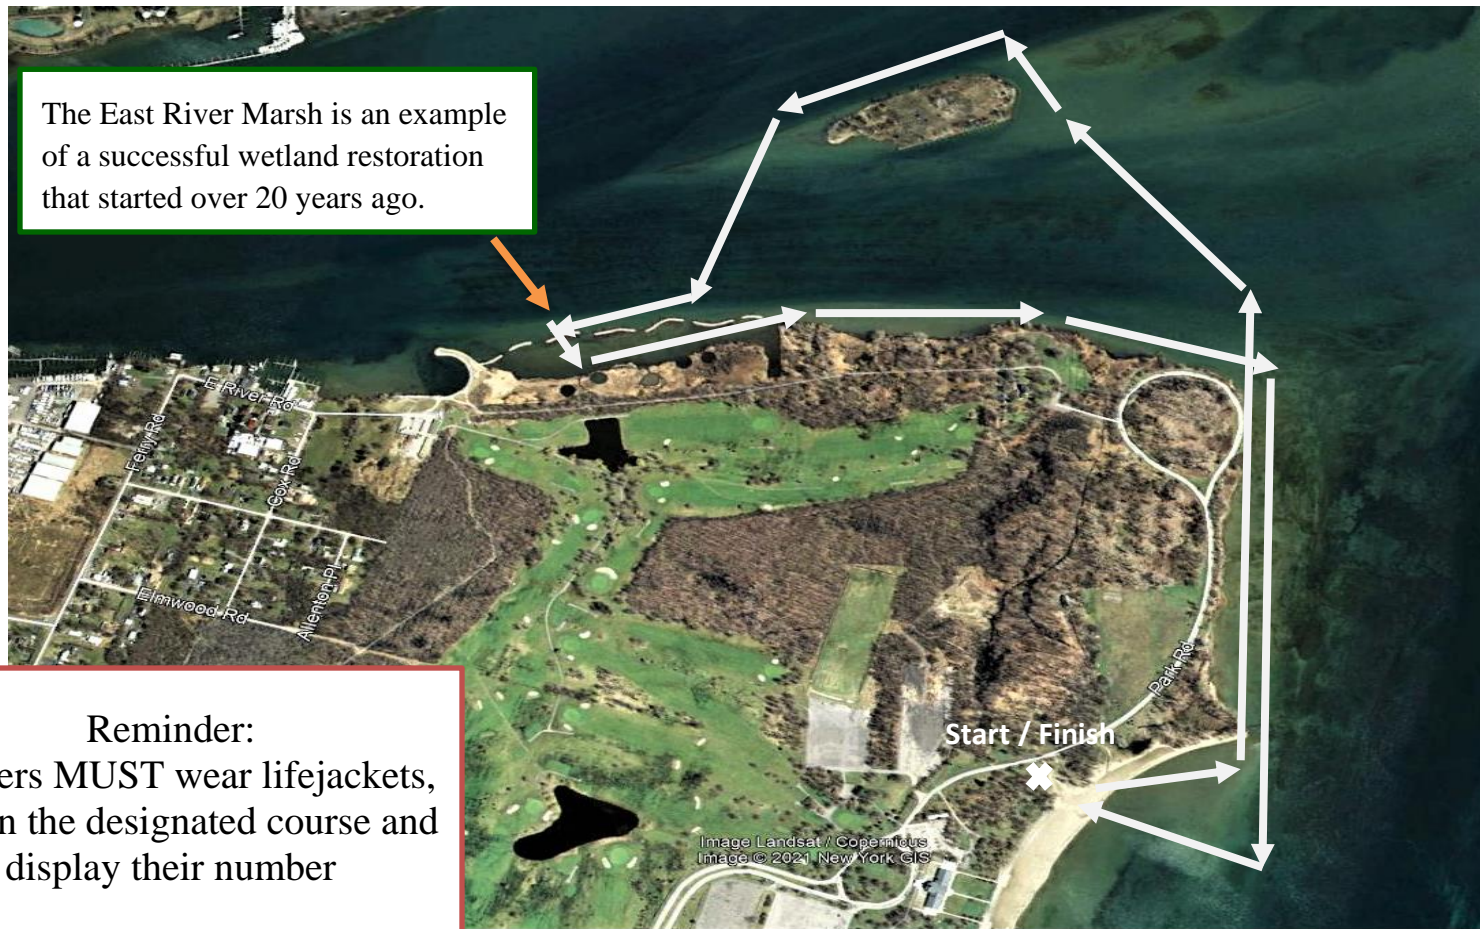 The East River Marsh is an example
of a successful wetland restoration
that started over 20 years ago.
E River Rd
Ferry Rd
Cox Rd
Allenton Pl
Elmwood Rd
Park Rd
Start / Finish
Reminder:
ers MUST wear lifejackets,
n the designated course and
display their number
Image Landsat / Copernicus
Image © 2021 New York GIS